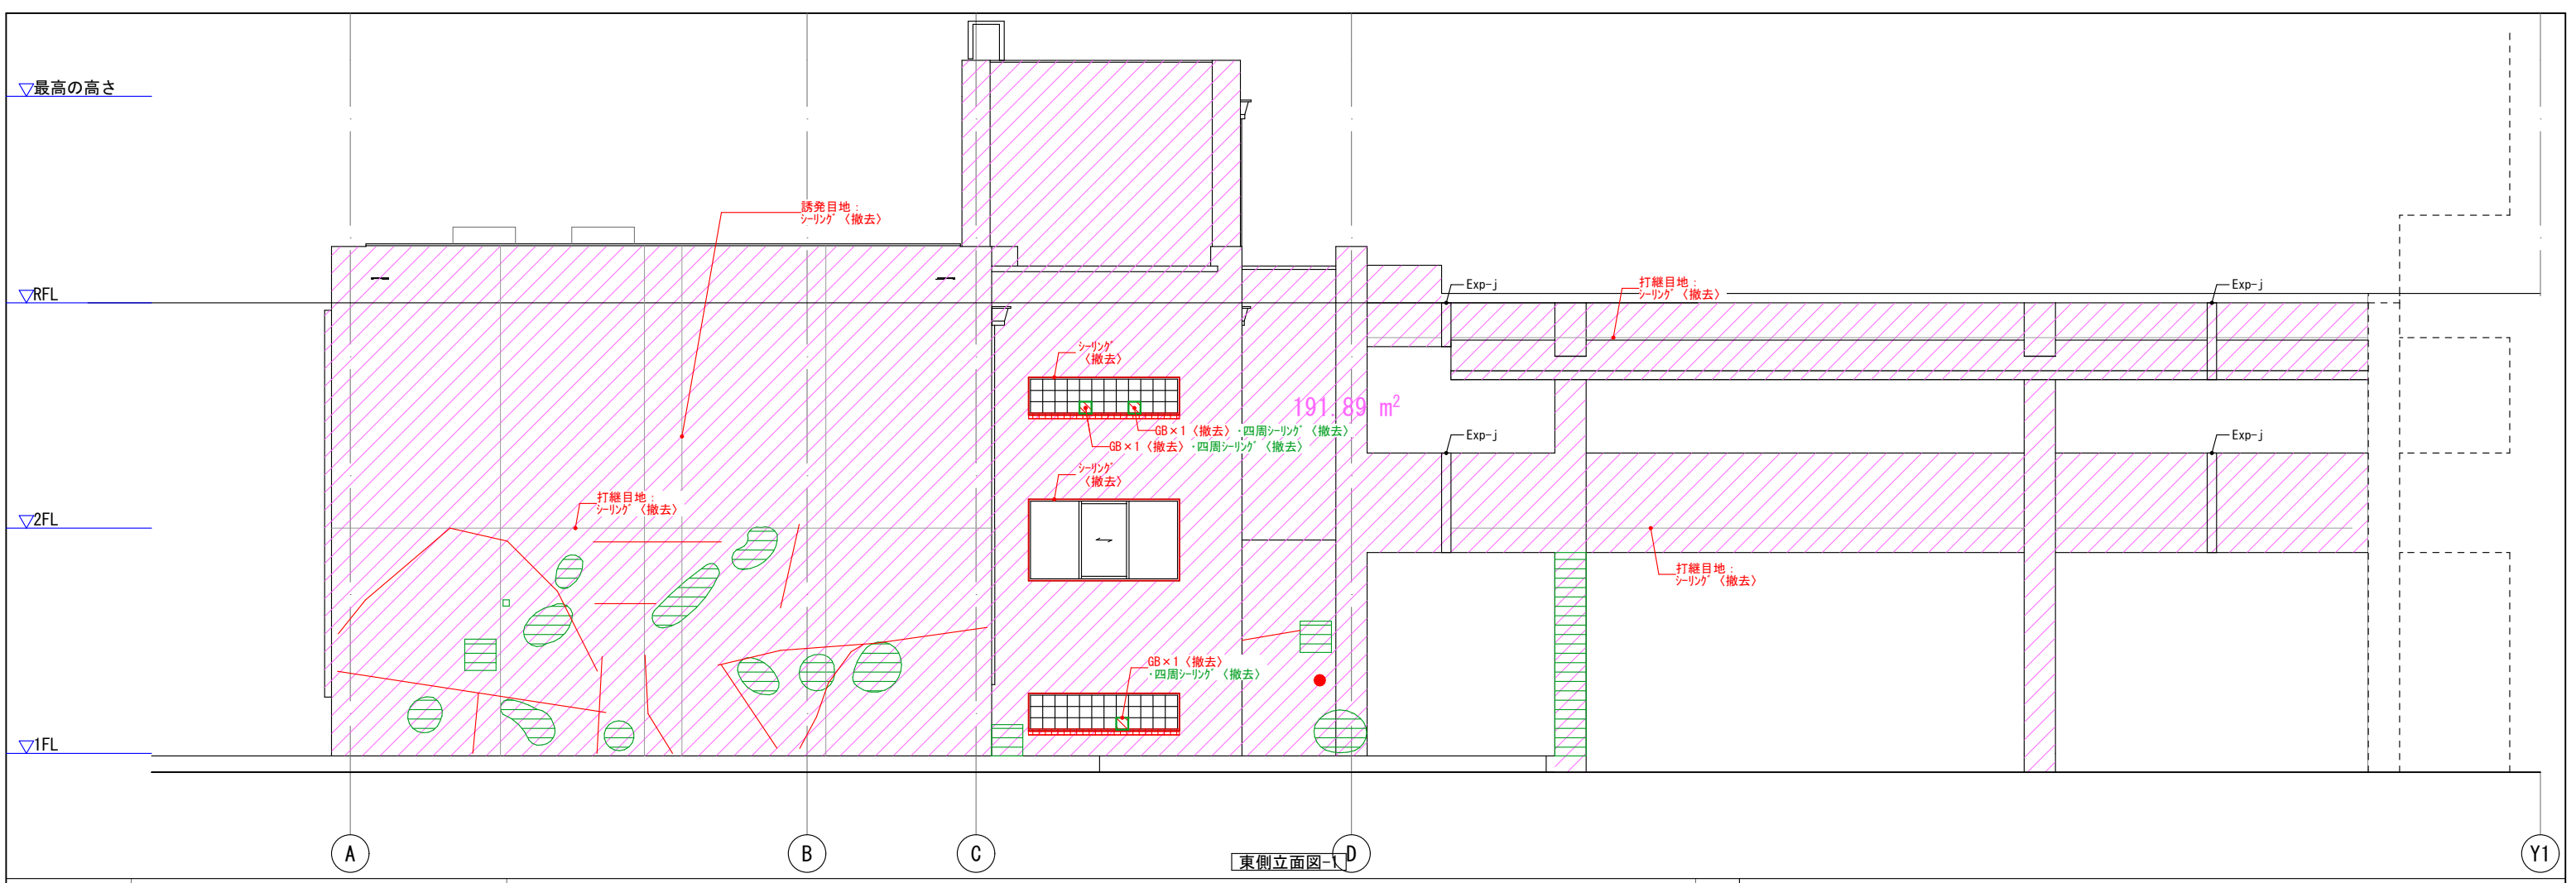 ▽最高の高さ
誘発目地：
ｼｰﾘﾝｸﾞ〈撤去〉
▽RFL
Exp-j
打継目地：
ｼｰﾘﾝｸﾞ〈撤去〉
Exp-j
ｼｰﾘﾝｸﾞ
〈撤去〉
191.89 m²
GB×1〈撤去〉・四周ｼｰﾘﾝｸﾞ〈撤去〉
GB×1〈撤去〉・四周ｼｰﾘﾝｸﾞ〈撤去〉
Exp-j
Exp-j
ｼｰﾘﾝｸﾞ
〈撤去〉
打継目地：
ｼｰﾘﾝｸﾞ〈撤去〉
▽2FL
打継目地：
ｼｰﾘﾝｸﾞ〈撤去〉
GB×1〈撤去〉
・四周ｼｰﾘﾝｸﾞ〈撤去〉
▽1FL
A
B
C
D
Y1
東側立面図-1